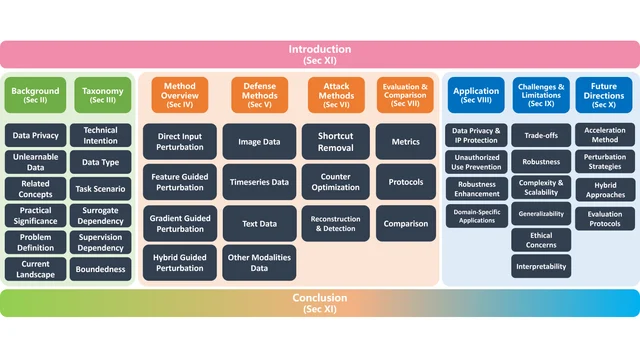 Introduction
(Sec XI)
Background
(Sec II)
Data Privacy
Unlearnable
Data
Related
Concepts
Practical
Significance
Problem
Definition
Current
Landscape
Taxonomy
(Sec III)
Technical
Intention
Data Type
Task Scenario
Surrogate
Dependency
Supervision
Dependency
Boundedness
Method
Overview
(Sec IV)
Direct Input
Perturbation
Feature Guided
Perturbation
Gradient Guided
Perturbation
Hybrid Guided
Perturbation
Defense
Methods
(Sec V)
Image Data
Timeseries Data
Text Data
Other Modalities
Data
Attack
Methods
(Sec VI)
Shortcut
Removal
Counter
Optimization
Reconstruction
& Detection
Evaluation &
Comparison
(Sec VII)
Metrics
Protocols
Comparison
Application
(Sec VIII)
Data Privacy &
IP Protection
Unauthorized
Use Prevention
Robustness
Enhancement
Domain-Specific
Applications
Challenges &
Limitations
(Sec IX)
Trade-offs
Robustness
Complexity &
Scalability
Generalizability
Ethical
Concerns
Interpretability
Future
Directions
(Sec X)
Acceleration
Method
Perturbation
Strategies
Hybrid
Approaches
Evaluation
Protocols
Conclusion
(Sec XI)